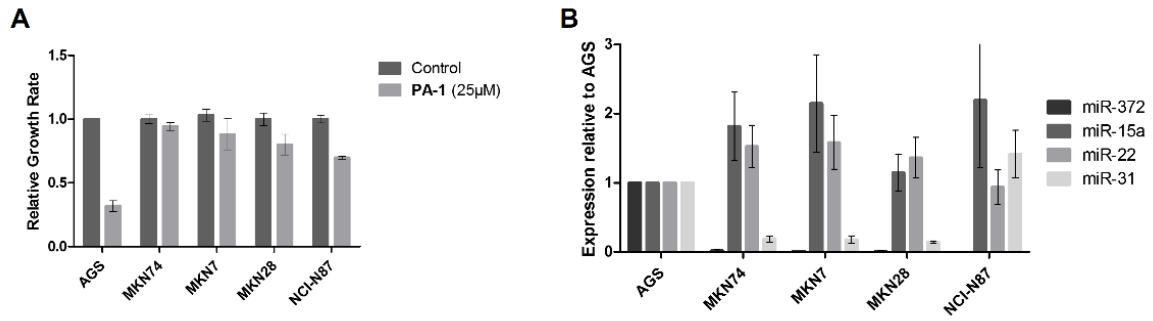 A
Relative Growth Rate
1.5
1.0
0.5
0.0
AGS
MKN74
MKN7
MKN28
NCI-N87
Control
PA-1 (25µM)
B
Expression relative to AGS
3
2
1
0
AGS
MKN74
MKN7
MKN28
NCI-N87
miR-372
miR-15a
miR-22
miR-31